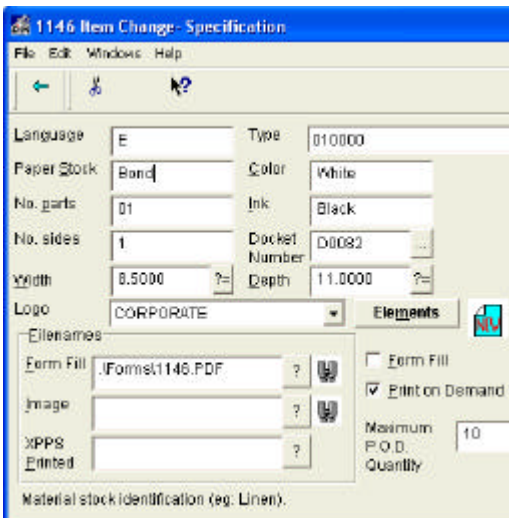 1146 Item Change- Specification
File Edit Windows Help
Language E Type 010000
Paper Stock Bond Color White
No. parts 01 Ink Black
No. sides 1 Docket Number D0082 ...
Width 8.5000 ?= Depth 11.0000 ?=
Logo CORPORATE Elements NEW
Filenames
Form Fill .\Forms\1146.PDF ? Form Fill
Image ? Print on Demand
XPPS Printed ? Maximum P.O.D. Quantity 10
Material stock identification (eg. Linen).